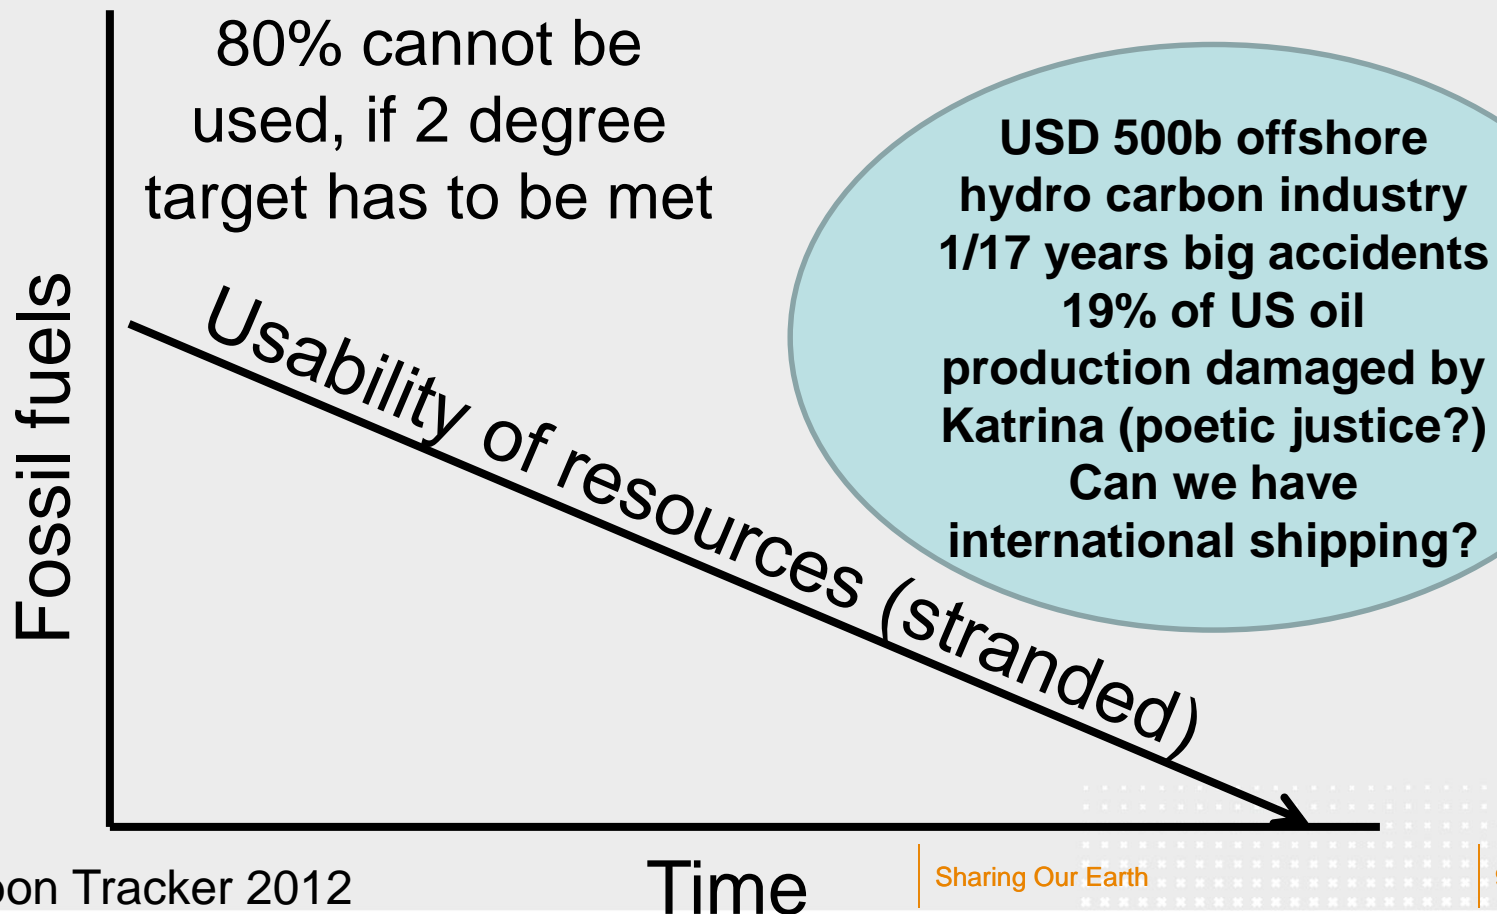 80% cannot be
used, if 2 degree
target has to be met
USD 500b offshore
hydro carbon industry
1/17 years big accidents
19% of US oil
production damaged by
Katrina (poetic justice?)
Can we have
international shipping?
Fossil fuels
Usability of resources (stranded)
Tracker 2012
Time
Sharing Our Earth